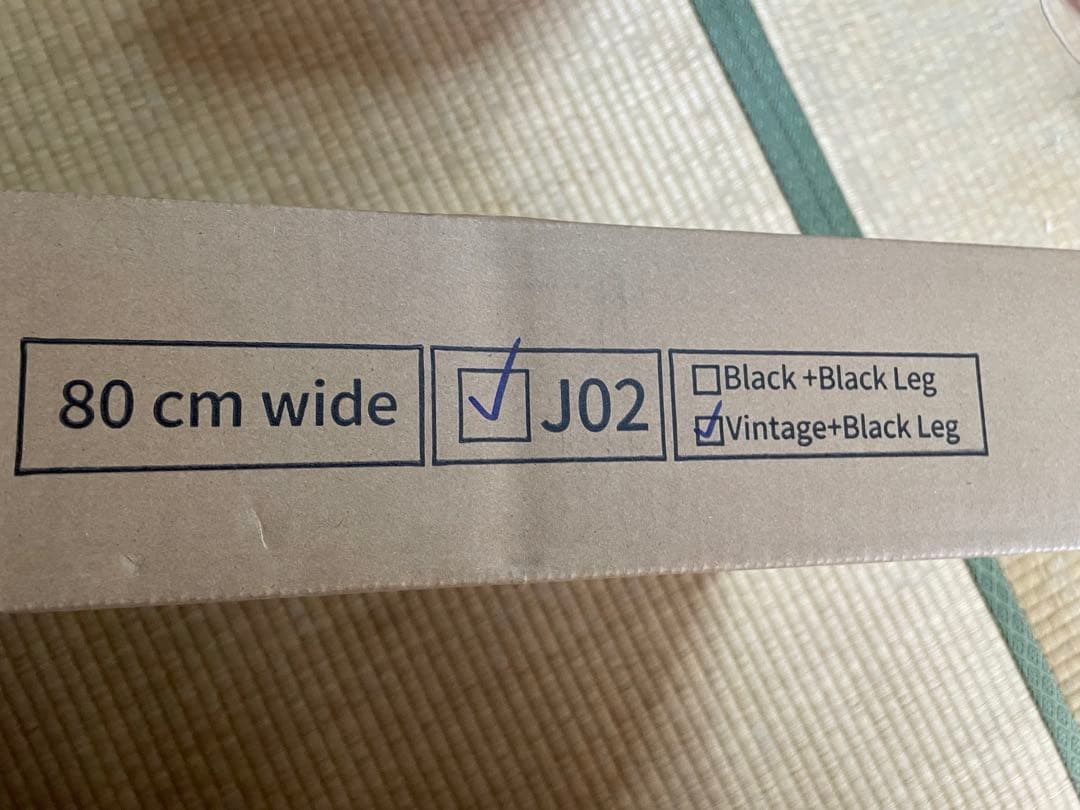 80 cm wide
J02
Black +Black Leg
Vintage+Black Leg